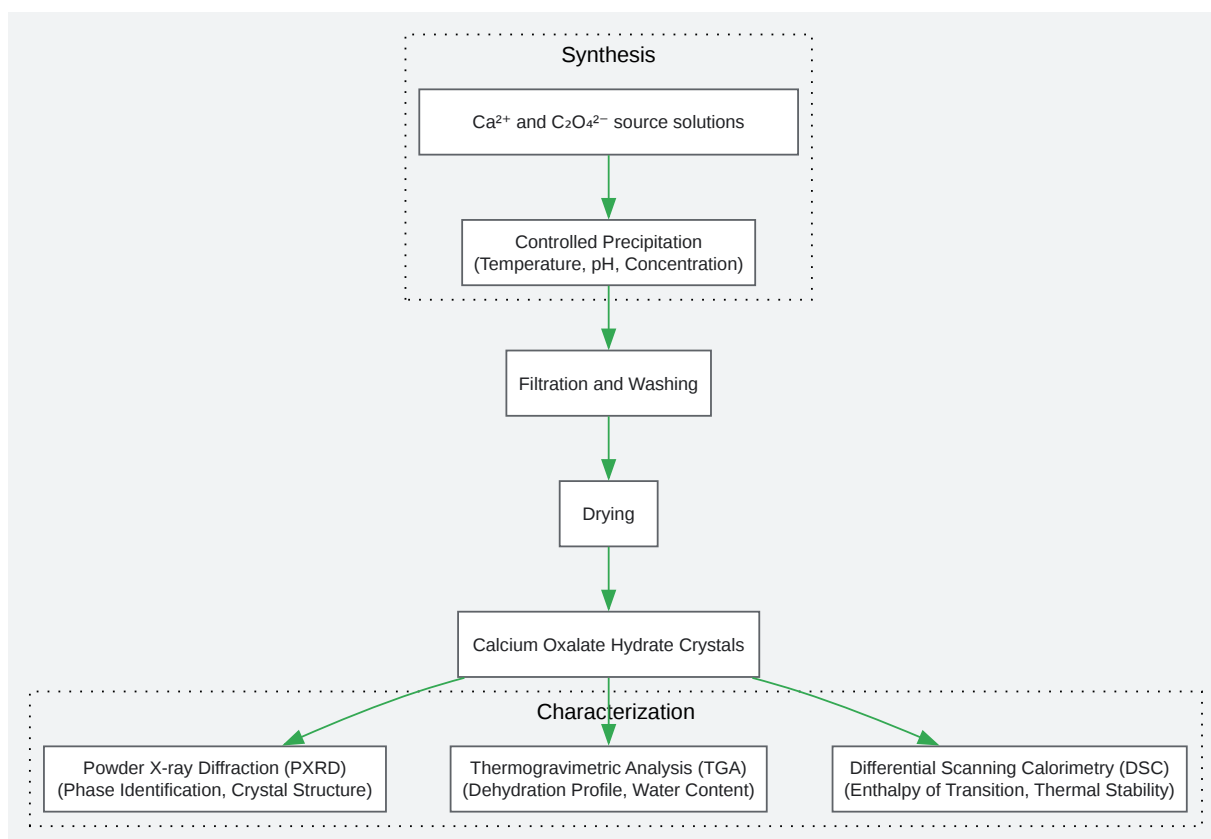 Synthesis
Ca²⁺ and C₂O₄²⁻ source solutions
Controlled Precipitation
(Temperature, pH, Concentration)
Filtration and Washing
Drying
Calcium Oxalate Hydrate Crystals
Characterization
Powder X-ray Diffraction (PXRD)
(Phase Identification, Crystal Structure)
Thermogravimetric Analysis (TGA)
(Dehydration Profile, Water Content)
Differential Scanning Calorimetry (DSC)
(Enthalpy of Transition, Thermal Stability)